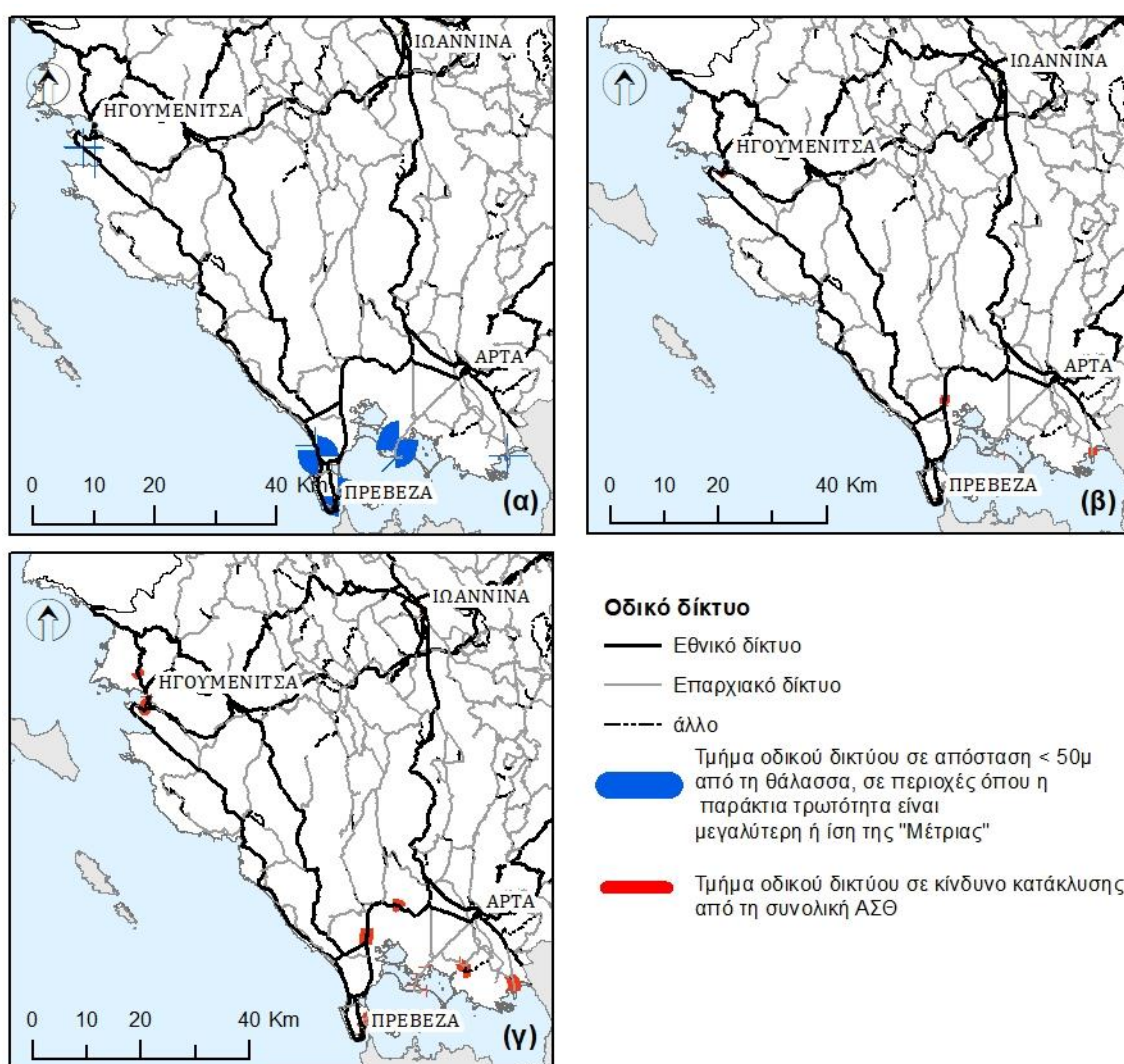 ΙΩΑΝΝΙΝΑ
ΗΓΟΥΜΕΝΙΤΣΑ
ΑΡΤΑ
ΠΡΕΒΕΖΑ
0 10 20 40 Km
(α)
ΙΩΑΝΝΙΝΑ
ΗΓΟΥΜΕΝΙΤΣΑ
ΑΡΤΑ
ΠΡΕΒΕΖΑ
0 10 20 40 Km
(β)
ΙΩΑΝΝΙΝΑ
ΗΓΟΥΜΕΝΙΤΣΑ
ΑΡΤΑ
ΠΡΕΒΕΖΑ
0 10 20 40 Km
(γ)
Οδικό δίκτυο
Εθνικό δίκτυο
Επαρχιακό δίκτυο
άλλο
Τμήμα οδικού δικτύου σε απόσταση < 50μ
από τη θάλασσα, σε περιοχές όπου η
παράκτια τρωτότητα είναι
μεγαλύτερη ή ίση της "Μέτριας"
Τμήμα οδικού δικτύου σε κίνδυνο κατάκλυσης
από τη συνολική ΑΣΘ